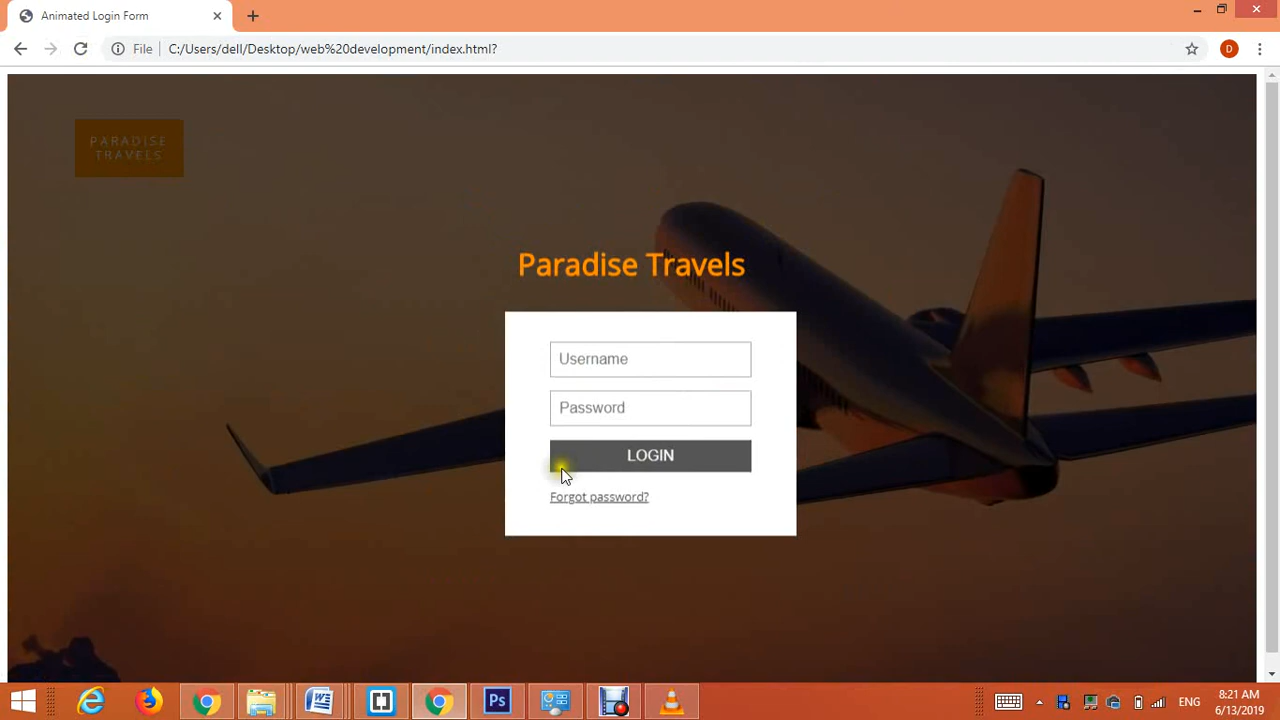 Animated Login Form
File
C:/Users/dell/Desktop/web%20development/index.html?
D
PARADISE
TRAVELS
Paradise Travels
Username
Password
LOGIN
Forgot password?
Ps
ENG
8:21 AM
6/13/2019